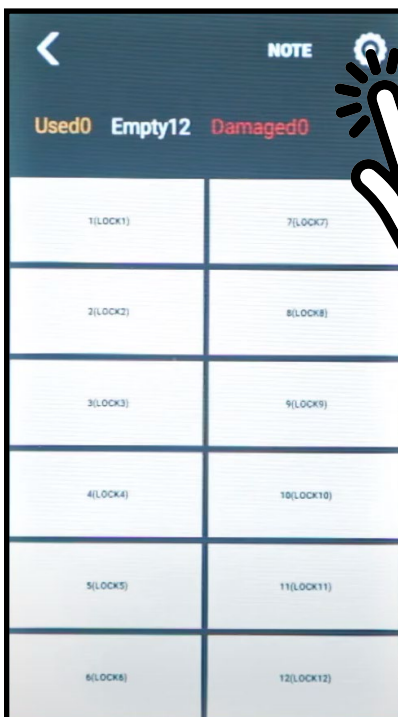 NOTE
Used0 Empty12 Damaged0
1(LOCK1) 7(LOCK7)
2(LOCK2) 8(LOCK8)
3(LOCK3) 9(LOCK9)
4(LOCK4) 10(LOCK10)
5(LOCK5) 11(LOCK11)
6(LOCK6) 12(LOCK12)